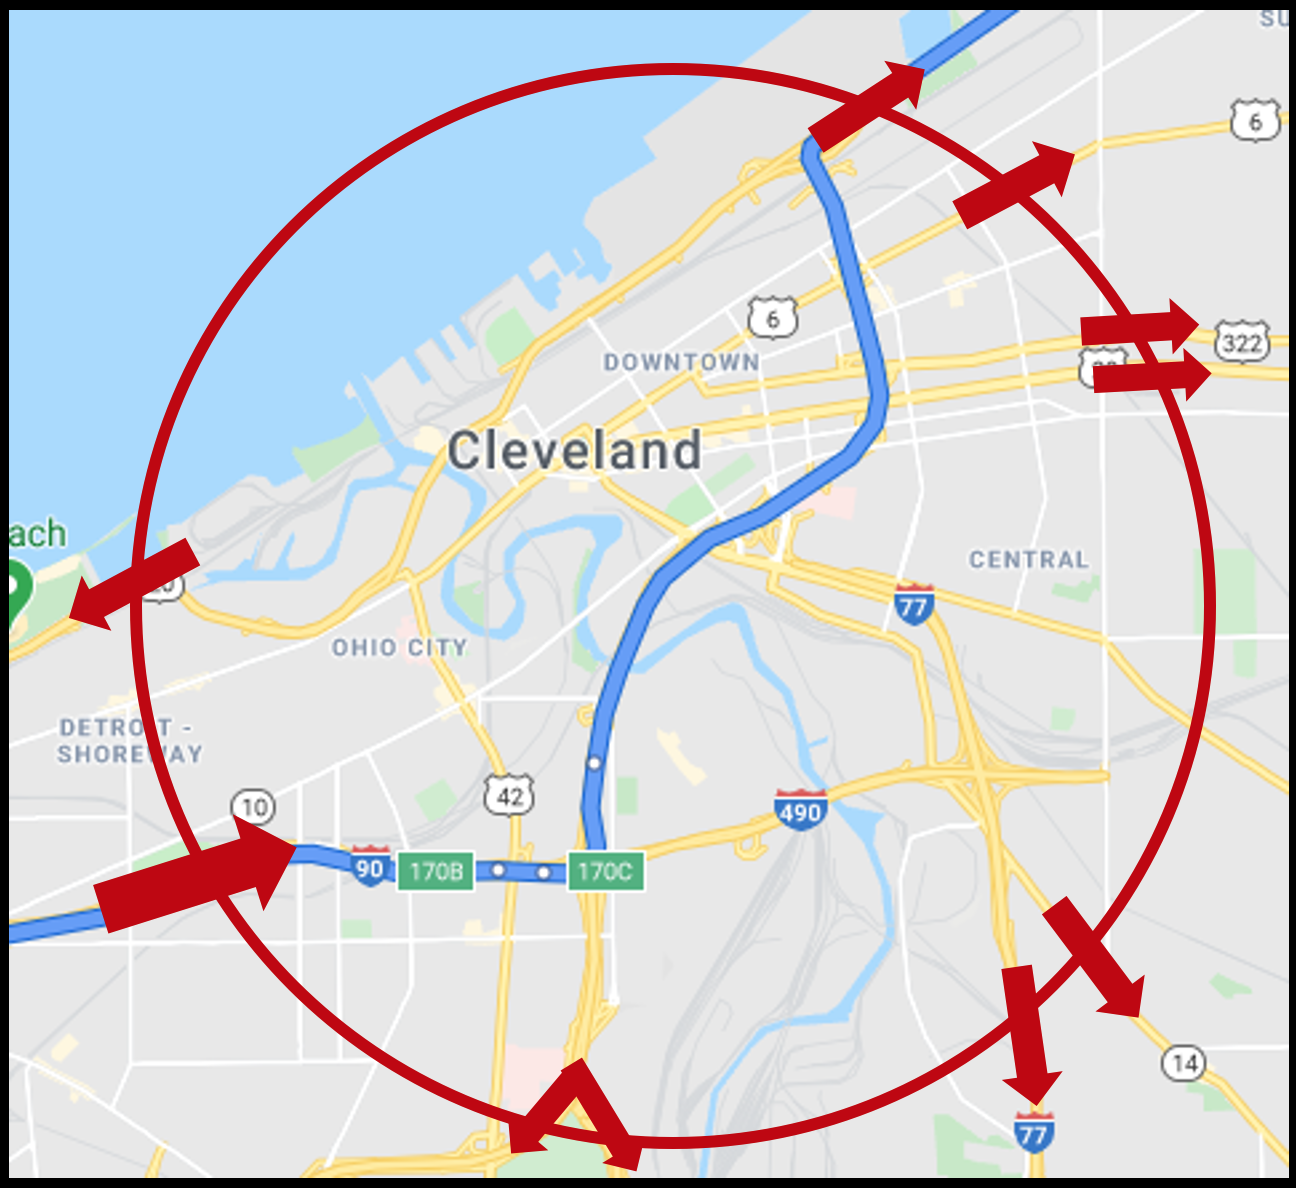 6
6
322
DOWNTOWN
Cleveland
ach
CENTRAL
77
OHIO CITY
DETROIT -
SHOREWAY
10
42
490
90
170B
170C
14
77